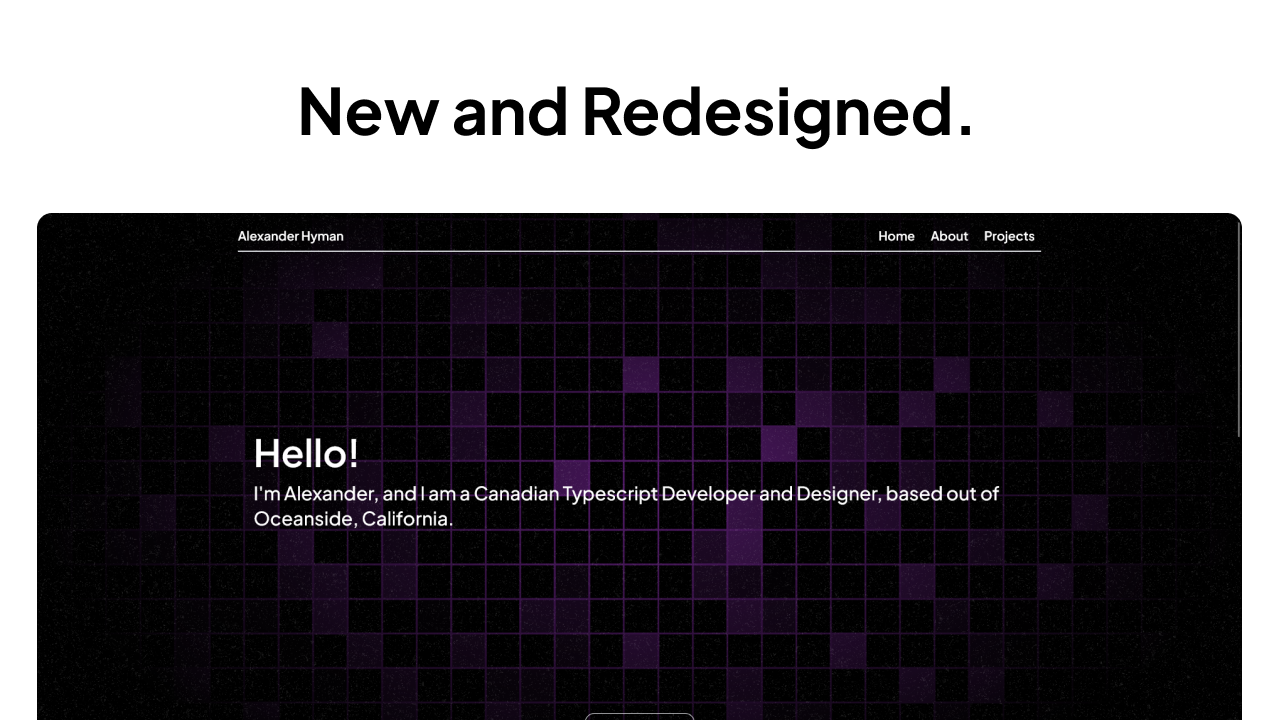 New and Redesigned.
Alexander Hyman
Home About Projects
Hello!
I'm Alexander, and I am a Canadian Typescript Developer and Designer, based out of
Oceanside, California.